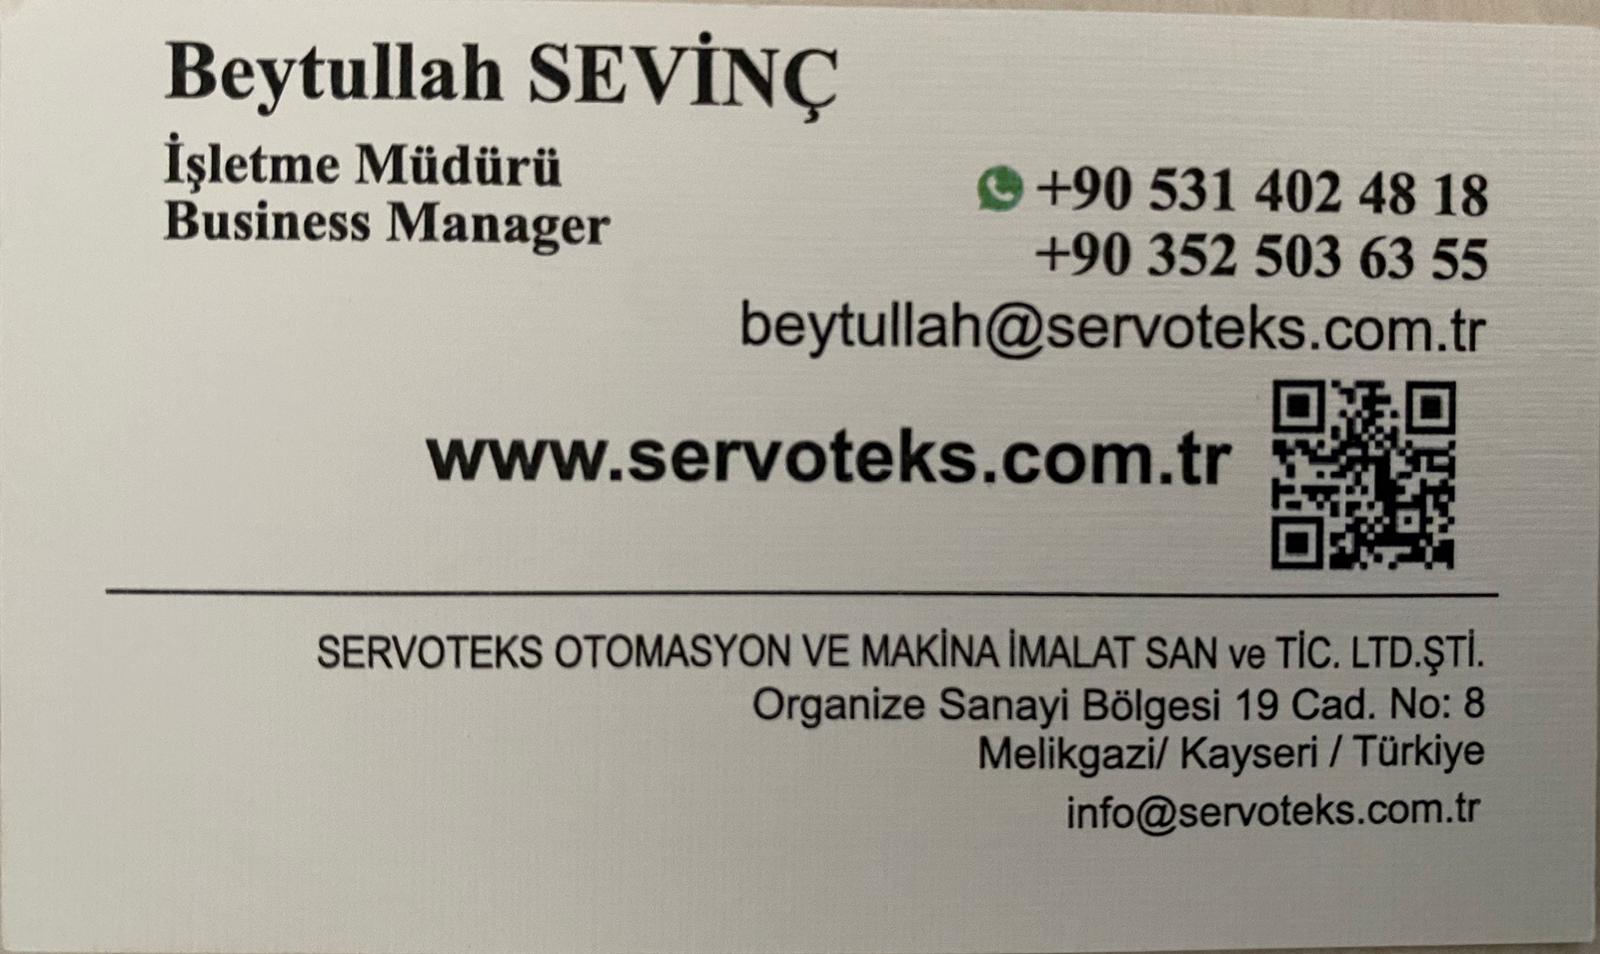 Beytullah SEVİNÇ
İşletme Müdürü
Business Manager
+90 531 402 48 18
+90 352 503 63 55
beytullah@servoteks.com.tr
www.servoteks.com.tr
SERVOTEKS OTOMASYON VE MAKİNA İMALAT SAN ve TİC. LTD.ŞTİ.
Organize Sanayi Bölgesi 19 Cad. No: 8
Melikgazi/ Kayseri / Türkiye
info@servoteks.com.tr